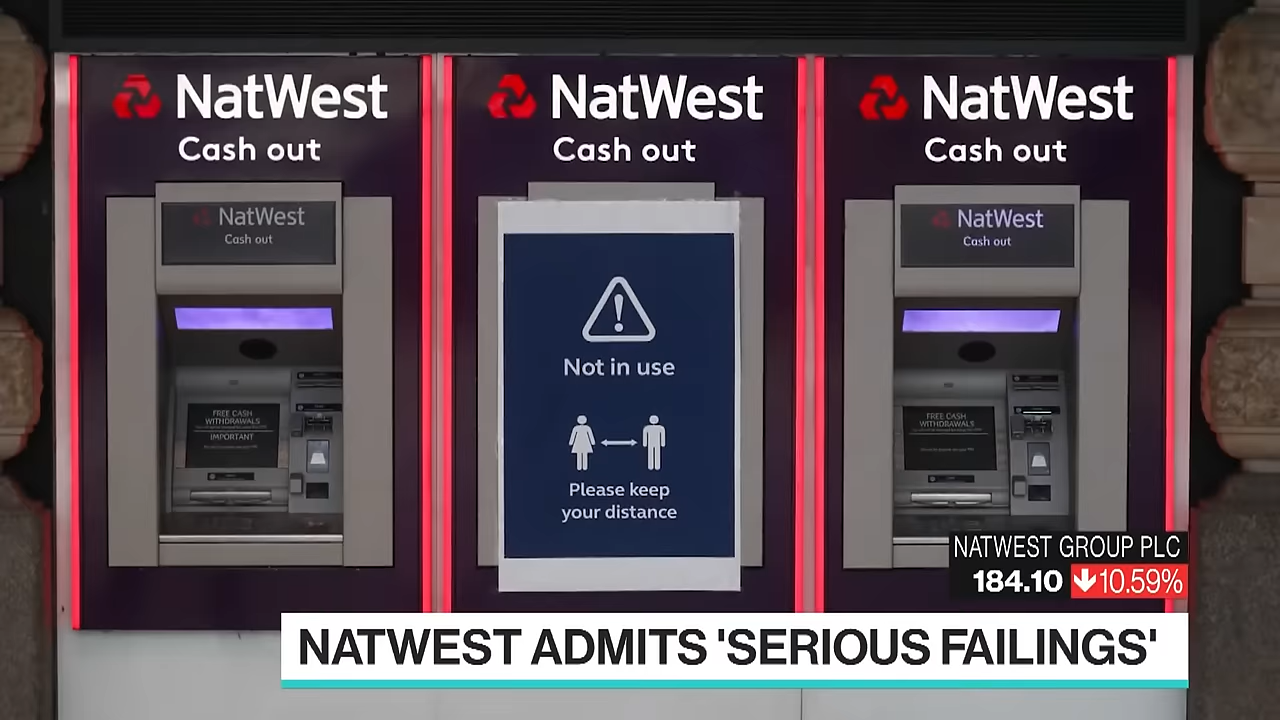 NatWest
Cash out
NatWest
Cash out
NatWest
Cash out
NatWest
Cash out
FREE CASH
WITHDRAWALS
IMPORTANT
Not in use
Please keep
your distance
NatWest
Cash out
FREE CASH
WITHDRAWALS
NATWEST GROUP PLC
184.10 10.59%
NATWEST ADMITS 'SERIOUS FAILINGS'